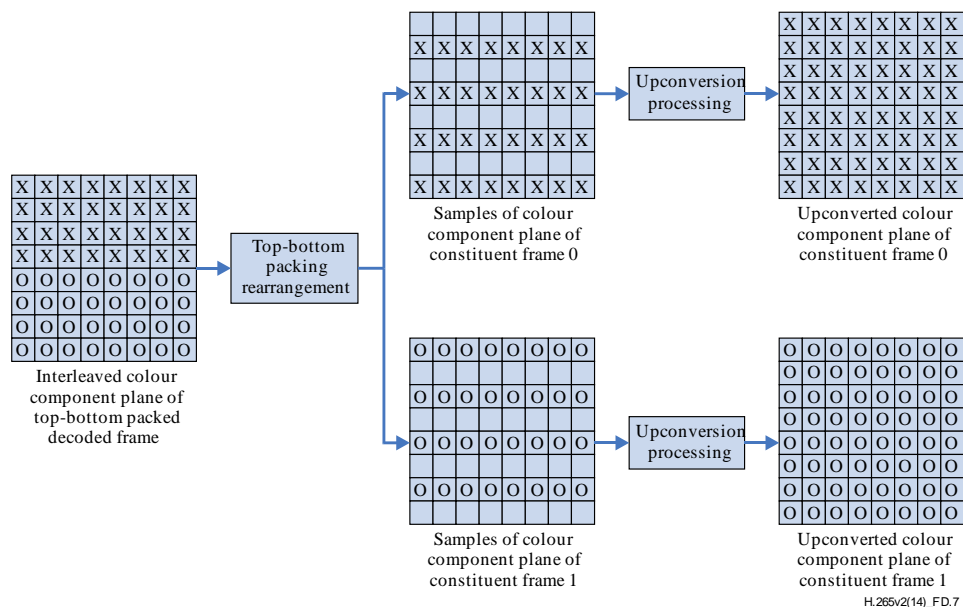 X X X X X X X X
X X X X X X X X
X X X X X X X X
X X X X X X X X
O O O O O O O O
O O O O O O O O
O O O O O O O O
O O O O O O O O
Interleaved colour
component plane of
top-bottom packed
decoded frame
Top-bottom
packing
rearrangement
X X X X X X X X
X X X X X X X X
X X X X X X X X
X X X X X X X X
Samples of colour
component plane of
constituent frame 0
Upconversion
processing
X X X X X X X X
X X X X X X X X
X X X X X X X X
X X X X X X X X
X X X X X X X X
X X X X X X X X
X X X X X X X X
X X X X X X X X
Upconverted colour
component plane of
constituent frame 0
O O O O O O O O
O O O O O O O O
O O O O O O O O
O O O O O O O O
Samples of colour
component plane of
constituent frame 1
Upconversion
processing
O O O O O O O O
O O O O O O O O
O O O O O O O O
O O O O O O O O
O O O O O O O O
O O O O O O O O
O O O O O O O O
O O O O O O O O
Upconverted colour
component plane of
constituent frame 1
H.265v2(14)_FD.7